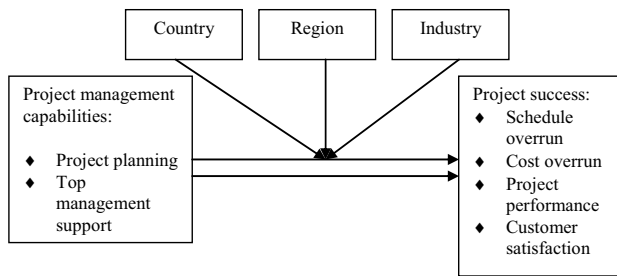 Country
Region
Industry
Project management
capabilities:
♦ Project planning
♦ Top
management
support
Project success:
♦ Schedule
overrun
♦ Cost overrun
♦ Project
performance
♦ Customer
satisfaction